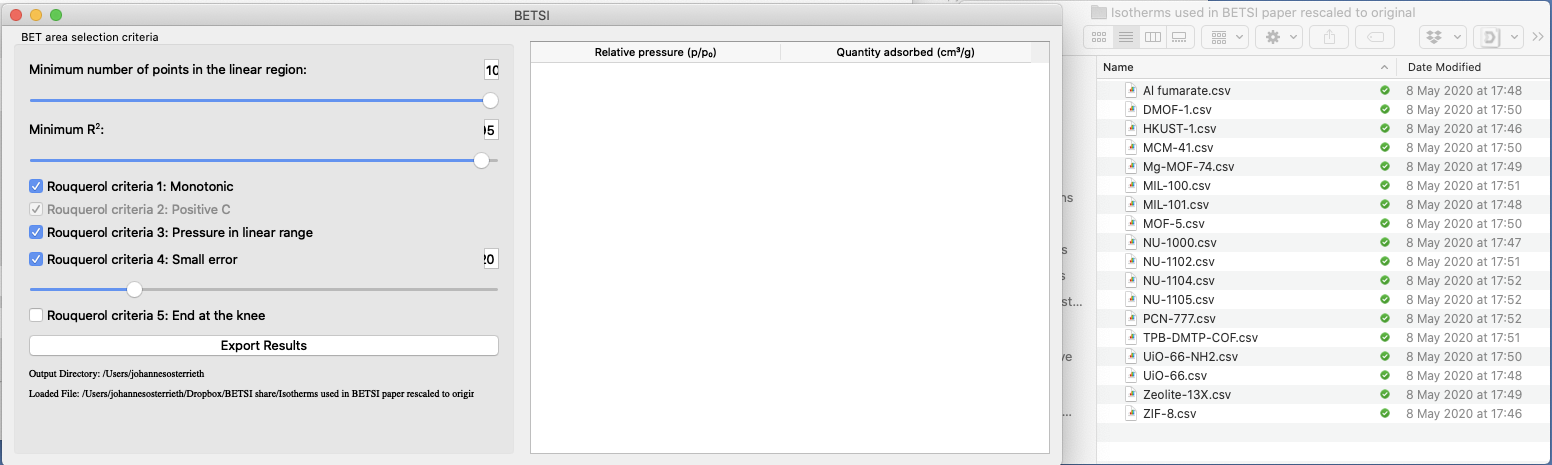 BETSI
BET area selection criteria
Minimum number of points in the linear region:
10
Minimum R²:
Rouquerol criteria 1: Monotonic
Rouquerol criteria 2: Positive C
Rouquerol criteria 3: Pressure in linear range
Rouquerol criteria 4: Small error
20
Rouquerol criteria 5: End at the knee
Export Results
Output Directory: /Users/johannesosterrieth
Loaded File: /Users/johannesosterrieth/Dropbox/BETSI share/Isotherms used in BETSI paper rescaled to origin
Relative pressure (p/p₀)
Quantity adsorbed (cm³/g)
Isotherms used in BETSI paper rescaled to original
Name Date Modified
Al fumarate.csv 8 May 2020 at 17:48
DMOF-1.csv 8 May 2020 at 17:50
HKUST-1.csv 8 May 2020 at 17:46
MCM-41.csv 8 May 2020 at 17:50
Mg-MOF-74.csv 8 May 2020 at 17:49
MIL-100.csv 8 May 2020 at 17:51
MIL-101.csv 8 May 2020 at 17:48
MOF-5.csv 8 May 2020 at 17:50
NU-1000.csv 8 May 2020 at 17:47
NU-1102.csv 8 May 2020 at 17:51
NU-1104.csv 8 May 2020 at 17:52
NU-1105.csv 8 May 2020 at 17:52
PCN-777.csv 8 May 2020 at 17:52
TPB-DMTP-COF.csv 8 May 2020 at 17:51
UiO-66-NH2.csv 8 May 2020 at 17:50
UiO-66.csv 8 May 2020 at 17:48
Zeolite-13X.csv 8 May 2020 at 17:49
ZIF-8.csv 8 May 2020 at 17:46